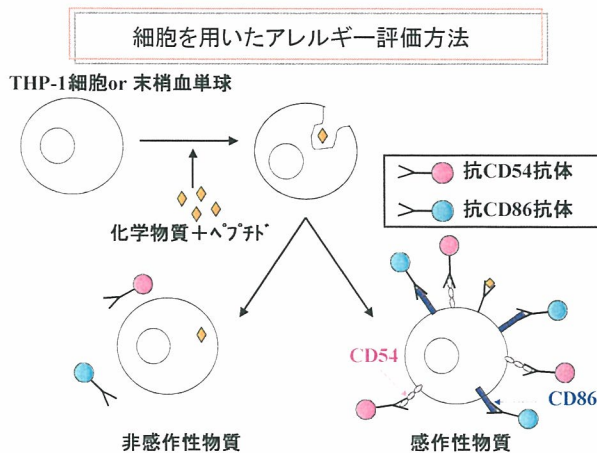 細胞を用いたアレルギー評価方法
THP-1細胞or 末梢血単球
抗CD54抗体
抗CD86抗体
化学物質+ペプチド
CD54
CD86
非感作性物質
感作性物質